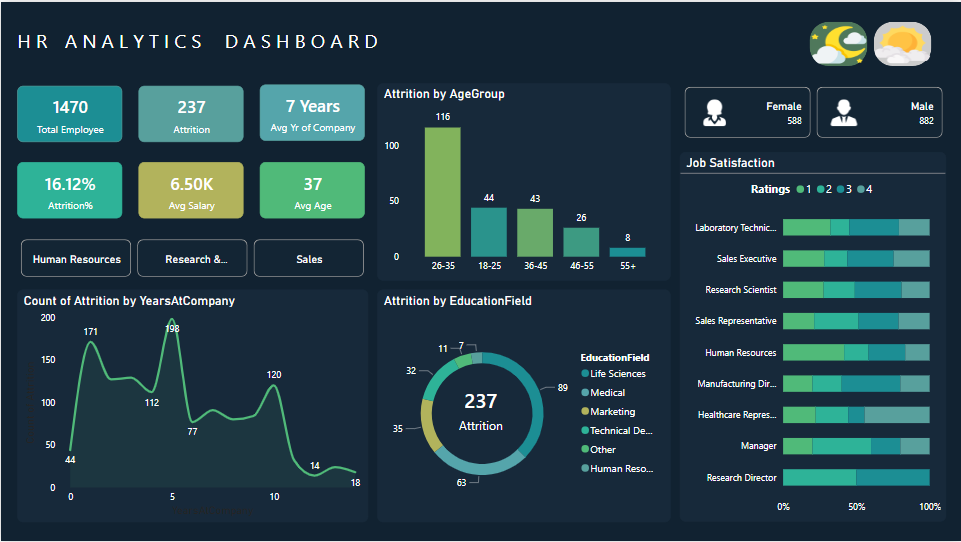 HR ANALYTICS DASHBOARD
1470
Total Employee
237
Attrition
7 Years
Avg Yr of Company
16.12%
Attrition%
6.50K
Avg Salary
37
Avg Age
Human Resources
Research &...
Sales
Attrition by AgeGroup
116
100
44
43
50
26
8
0
26-35
18-25
36-45
46-55
55+
Female
588
Male
882
Job Satisfaction
Ratings
1
2
3
4
Laboratory Technic...
Sales Executive
Research Scientist
Sales Representative
Human Resources
Manufacturing Dir...
Healthcare Repres...
Manager
Research Director
0%
50%
100%
Count of Attrition by YearsAtCompany
200
198
171
150
120
112
100
77
50
44
14
18
0
0
5
10
Attrition by EducationField
7
11
32
89
35
63
237
Attrition
EducationField
Life Sciences
Medical
Marketing
Technical De...
Other
Human Reso...